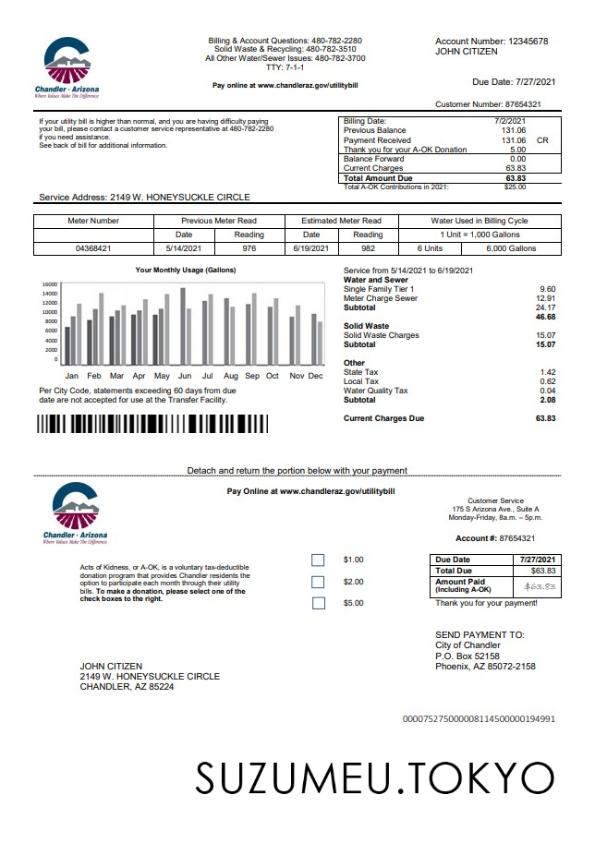 Chandler · Arizona
Where Values Make The Difference
Billing & Account Questions: 480-782-2280
Solid Waste & Recycling: 480-782-3510
All Other Water/Sewer Issues: 480-782-3700
TTY: 7-1-1
Pay online at www.chandleraz.gov/utilitybill
Account Number: 12345678
JOHN CITIZEN
Due Date: 7/27/2021
Customer Number: 87654321
If your utility bill is higher than normal, and you are having difficulty paying
your bill, please contact a customer service representative at 480-782-2280
if you need assistance.
See back of bill for additional information.
Billing Date: 7/2/2021
Previous Balance 131.06
Payment Received 131.06 CR
Thank you for your A-OK Donation 5.00
Balance Forward 0.00
Current Charges 63.83
Total Amount Due 63.83
Total A-OK Contributions in 2021: $25.00
Service Address: 2149 W. HONEYSUCKLE CIRCLE
Meter Number Previous Meter Read Estimated Meter Read Water Used in Billing Cycle
Date Reading Date Reading 1 Unit = 1,000 Gallons
04368421 5/14/2021 976 6/19/2021 982 6 Units 6,000 Gallons
Your Monthly Usage (Gallons)
16000
14000
12000
10000
8000
6000
4000
2000
0
Jan Feb Mar Apr May Jun Jul Aug Sep Oct Nov Dec
Per City Code, statements exceeding 60 days from due
date are not accepted for use at the Transfer Facility.
Service from 5/14/2021 to 6/19/2021
Water and Sewer
Single Family Tier 1 9.60
Meter Charge Sewer 12.91
Subtotal 24.17
46.68
Solid Waste
Solid Waste Charges 15.07
Subtotal 15.07
Other
State Tax 1.42
Local Tax 0.62
Water Quality Tax 0.04
Subtotal 2.08
Current Charges Due 63.83
Detach and return the portion below with your payment
Chandler · Arizona
Where Values Make The Difference
Pay Online at www.chandleraz.gov/utilitybill
Customer Service
175 S Arizona Ave., Suite A
Monday-Friday, 8a.m. – 5p.m.
Account #: 87654321
Acts of Kidness, or A-OK, is a voluntary tax-deductible
donation program that provides Chandler residents the
option to participate each month through their utility
bills. To make a donation, please select one of the
check boxes to the right.
$1.00
$2.00
$5.00
Due Date 7/27/2021
Total Due $63.83
Amount Paid
(Including A-OK) $63.83
Thank you for your payment!
SEND PAYMENT TO:
City of Chandler
P.O. Box 52158
Phoenix, AZ 85072-2158
JOHN CITIZEN
2149 W. HONEYSUCKLE CIRCLE
CHANDLER, AZ 85224
0000752750000081145000001​94991
SUZUMEU.TOKYO